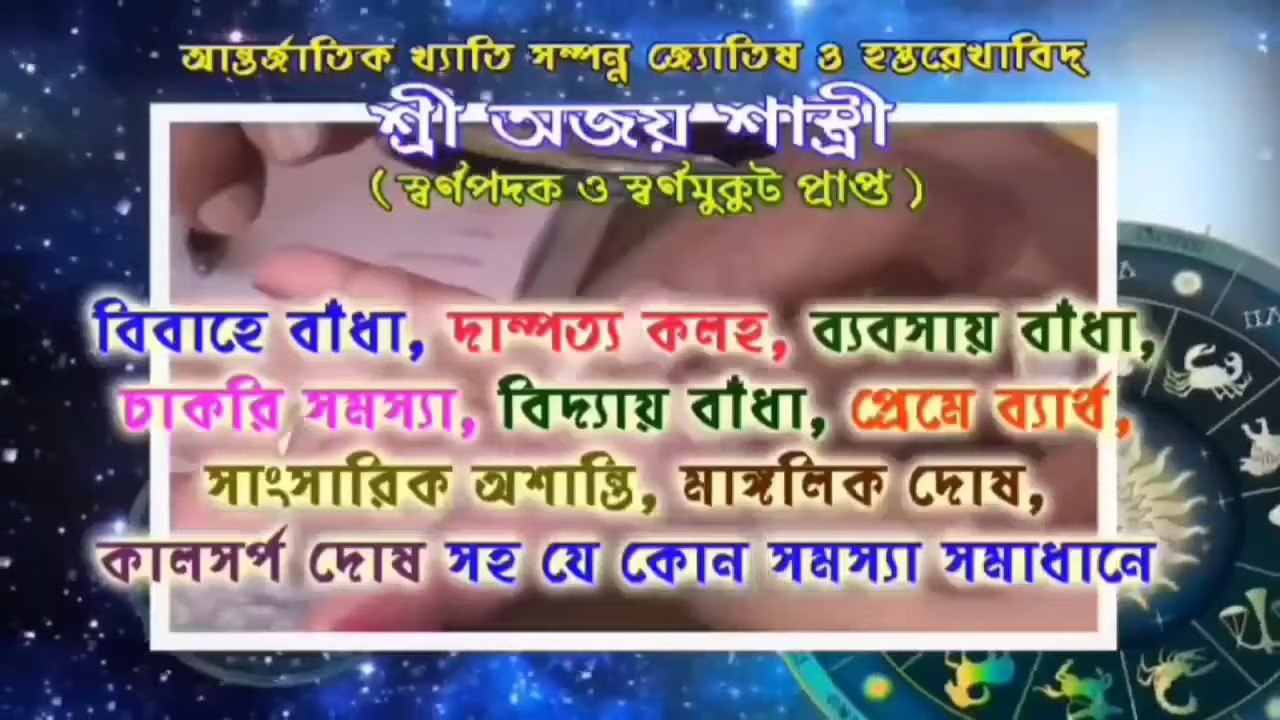 আন্তর্জাতিক খ্যাতি সম্পন্ন জ্যোতিষ ও হস্তরেখাবিদ্
শ্রী অজয় শাস্ত্রী
( স্বর্ণপদক ও স্বর্ণমুকুট প্রাপ্ত )
বিবাহে বাঁধা, দাম্পত্য কলহ, ব্যবসায় বাঁধা,
চাকরি সমস্যা, বিদ্যায় বাঁধা, প্রেমে ব্যার্থ,
সাংসারিক অশান্তি, মাঙ্গলিক দোষ,
কালসর্প দোষ সহ যে কোন সমস্যা সমাধানে